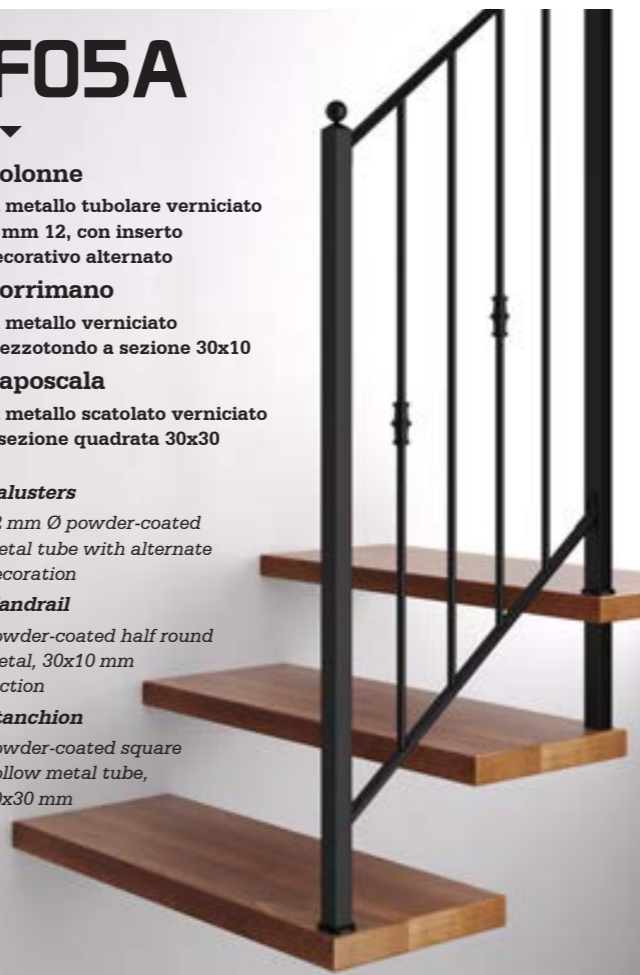 F05A
olonne
metallo tubolare verniciato
mm 12, con inserto
ecorativo alternato
orrimano
metallo verniciato
ezzotondo a sezione 30x10
aposcala
metallo scatolato verniciato
sezione quadrata 30x30
alusters
2 mm Ø powder-coated
etal tube with alternate
ecoration
andrail
owder-coated half round
etal, 30x10 mm
ction
tanchion
owder-coated square
ollow metal tube,
0x30 mm